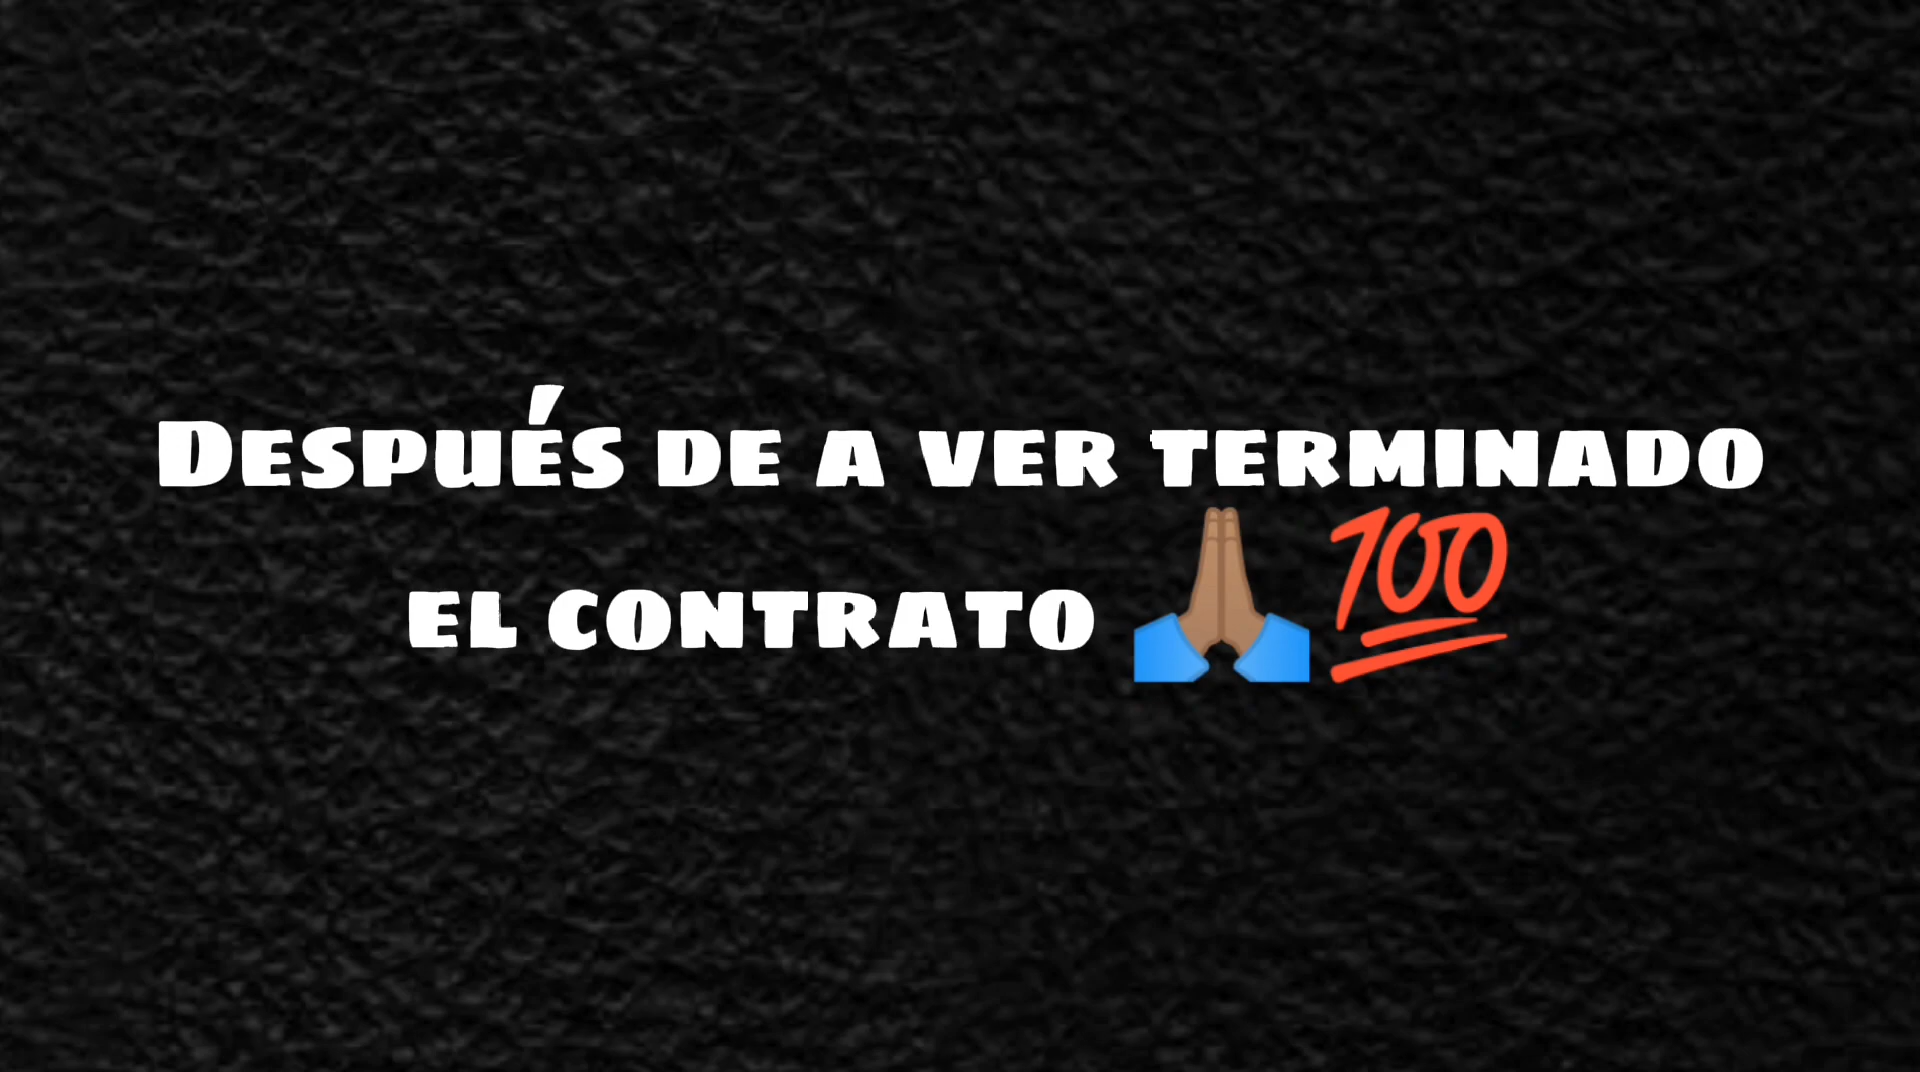 Después de a ver terminado
el contrato 🙏🏽💯